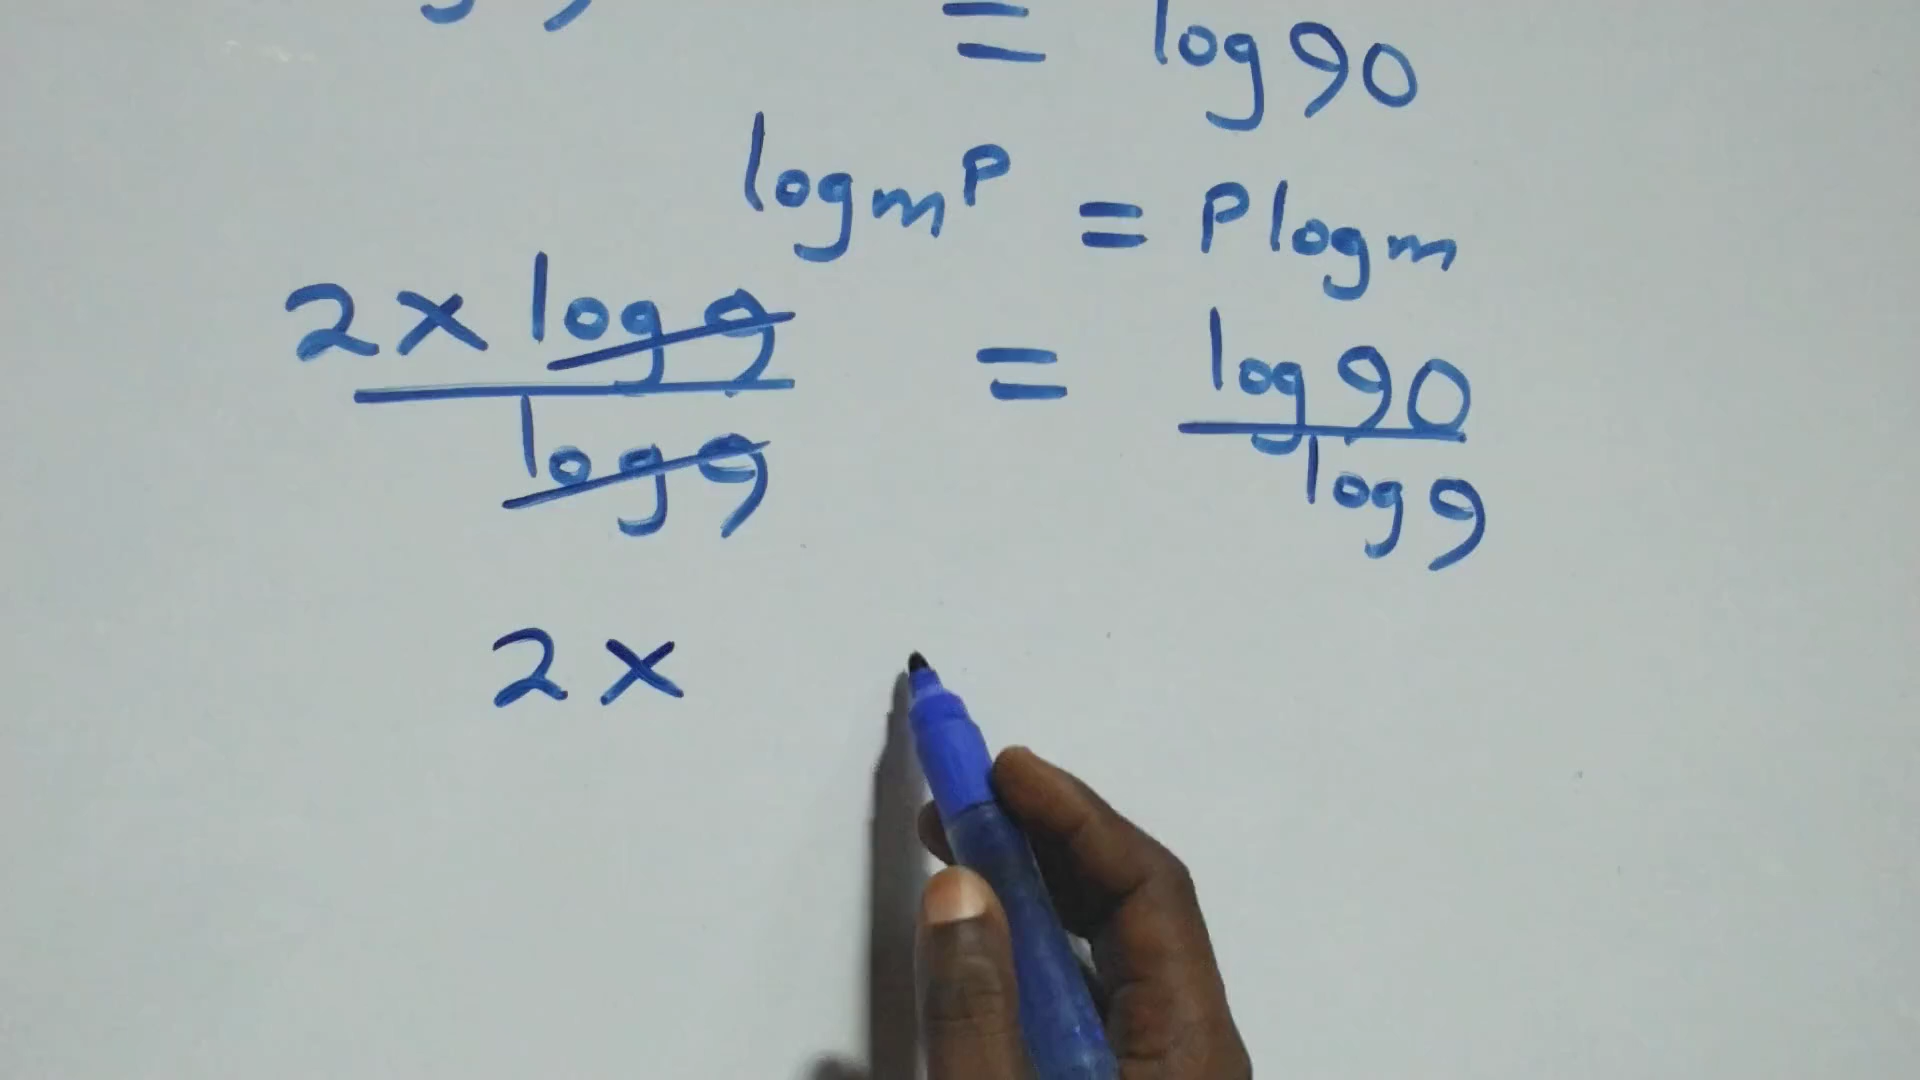 = log 90
log m^P = P log m
2x log 9 / log 9 = log 90 / log 9
2x